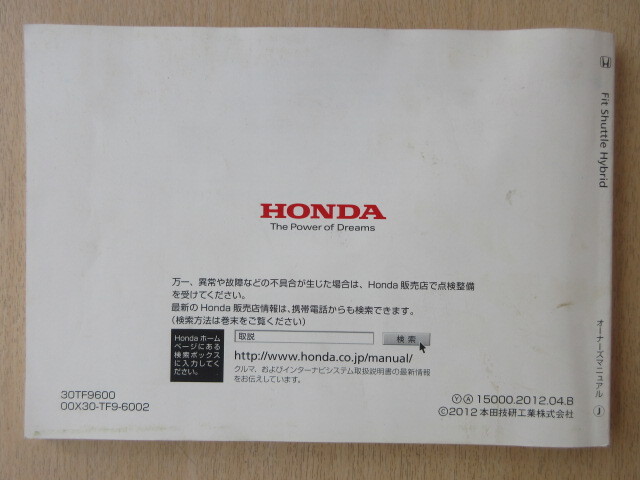 HONDA
The Power of Dreams
万一、異常や故障などの不具合が生じた場合は、Honda 販売店で点検整備
を受けてください。
最新の Honda 販売店情報は、携帯電話からも検索できます。
（検索方法は巻末をご覧ください）
Honda ホーム
ページにある
検索ボックス
に入力してく
ださい。
取説
検 索
http://www.honda.co.jp/manual/
クルマ、およびインターナビシステム取扱説明書の最新情報
をお伝えしています。
30TF9600
00X30-TF9-6002
Ⓨ Ⓐ 15000.2012.04.B
Ⓒ2012 本田技研工業株式会社
Fit Shuttle Hybrid
オーナーズマニュアル Ⓙ